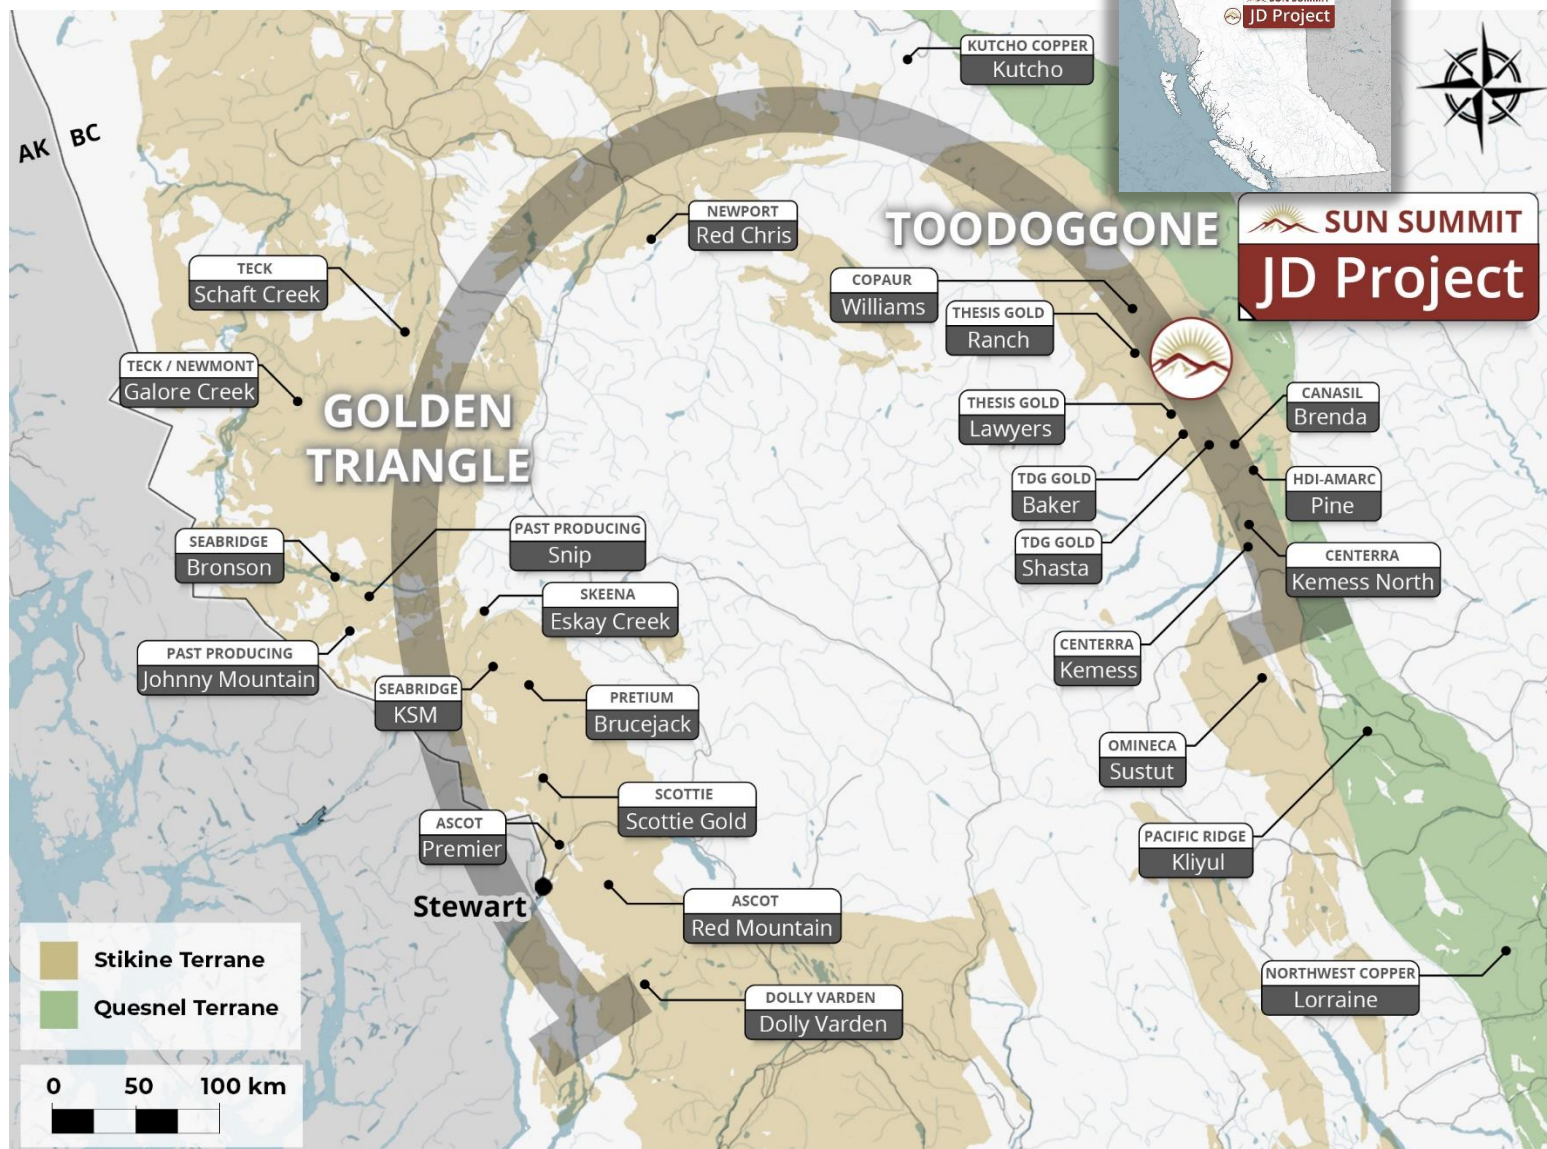 SUN SUMMIT
JD Project
KUTCHO COPPER
Kutcho
AK
BC
NEWPORT
Red Chris
TOODOGGONE
SUN SUMMIT
JD Project
TECK
Schaft Creek
COPAUR
Williams
THESIS GOLD
Ranch
TECK / NEWMONT
Galore Creek
GOLDEN
TRIANGLE
THESIS GOLD
Lawyers
CANASIL
Brenda
TDG GOLD
Baker
HDI-AMARC
Pine
PAST PRODUCING
Snip
SEABRIDGE
Bronson
TDG GOLD
Shasta
CENTERRA
Kemess North
SKEENA
Eskay Creek
PAST PRODUCING
Johnny Mountain
CENTERRA
Kemess
SEABRIDGE
KSM
PRETIUM
Brucejack
OMINECA
Sustut
SCOTTIE
Scottie Gold
ASCOT
Premier
PACIFIC RIDGE
Kliyul
Stewart
ASCOT
Red Mountain
Stikine Terrane
Quesnel Terrane
NORTHWEST COPPER
Lorraine
DOLLY VARDEN
Dolly Varden
0 50 100 km